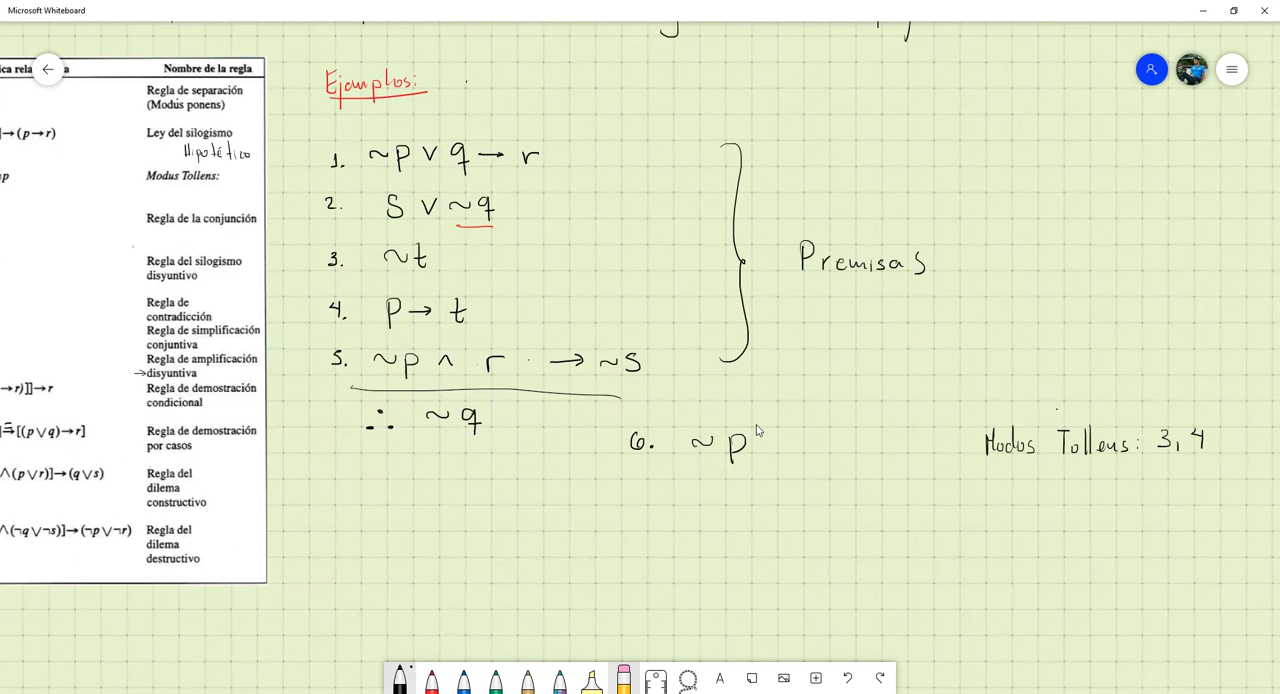 Microsoft Whiteboard
Nombre de la regla
Regla de separación
(Modus ponens)
]→(p→r)
Ley del silogismo
Hipotético
Modus Tollens:
Regla de la conjunción
Regla del silogismo
disyuntivo
Regla de
contradicción
Regla de simplificación
conjuntiva
Regla de amplificación
→disyuntiva
→r)]]→r
Regla de demostración
condicional
[(p∨q)→r]
Regla de demostración
por casos
∧(p∨r)]→(q∨s)
Regla del
dilema
constructivo
∧(¬q∨¬s)]→(¬p∨¬r)
Regla del
dilema
destructivo
Ejemplos:
1. ~p ∨ q → r
2. S ∨ ~q
3. ~t
4. P → t
5. ~p ∧ r → ~s
∴ ~q
Premisas
6. ~p
Modos Tollens: 3, 4
A